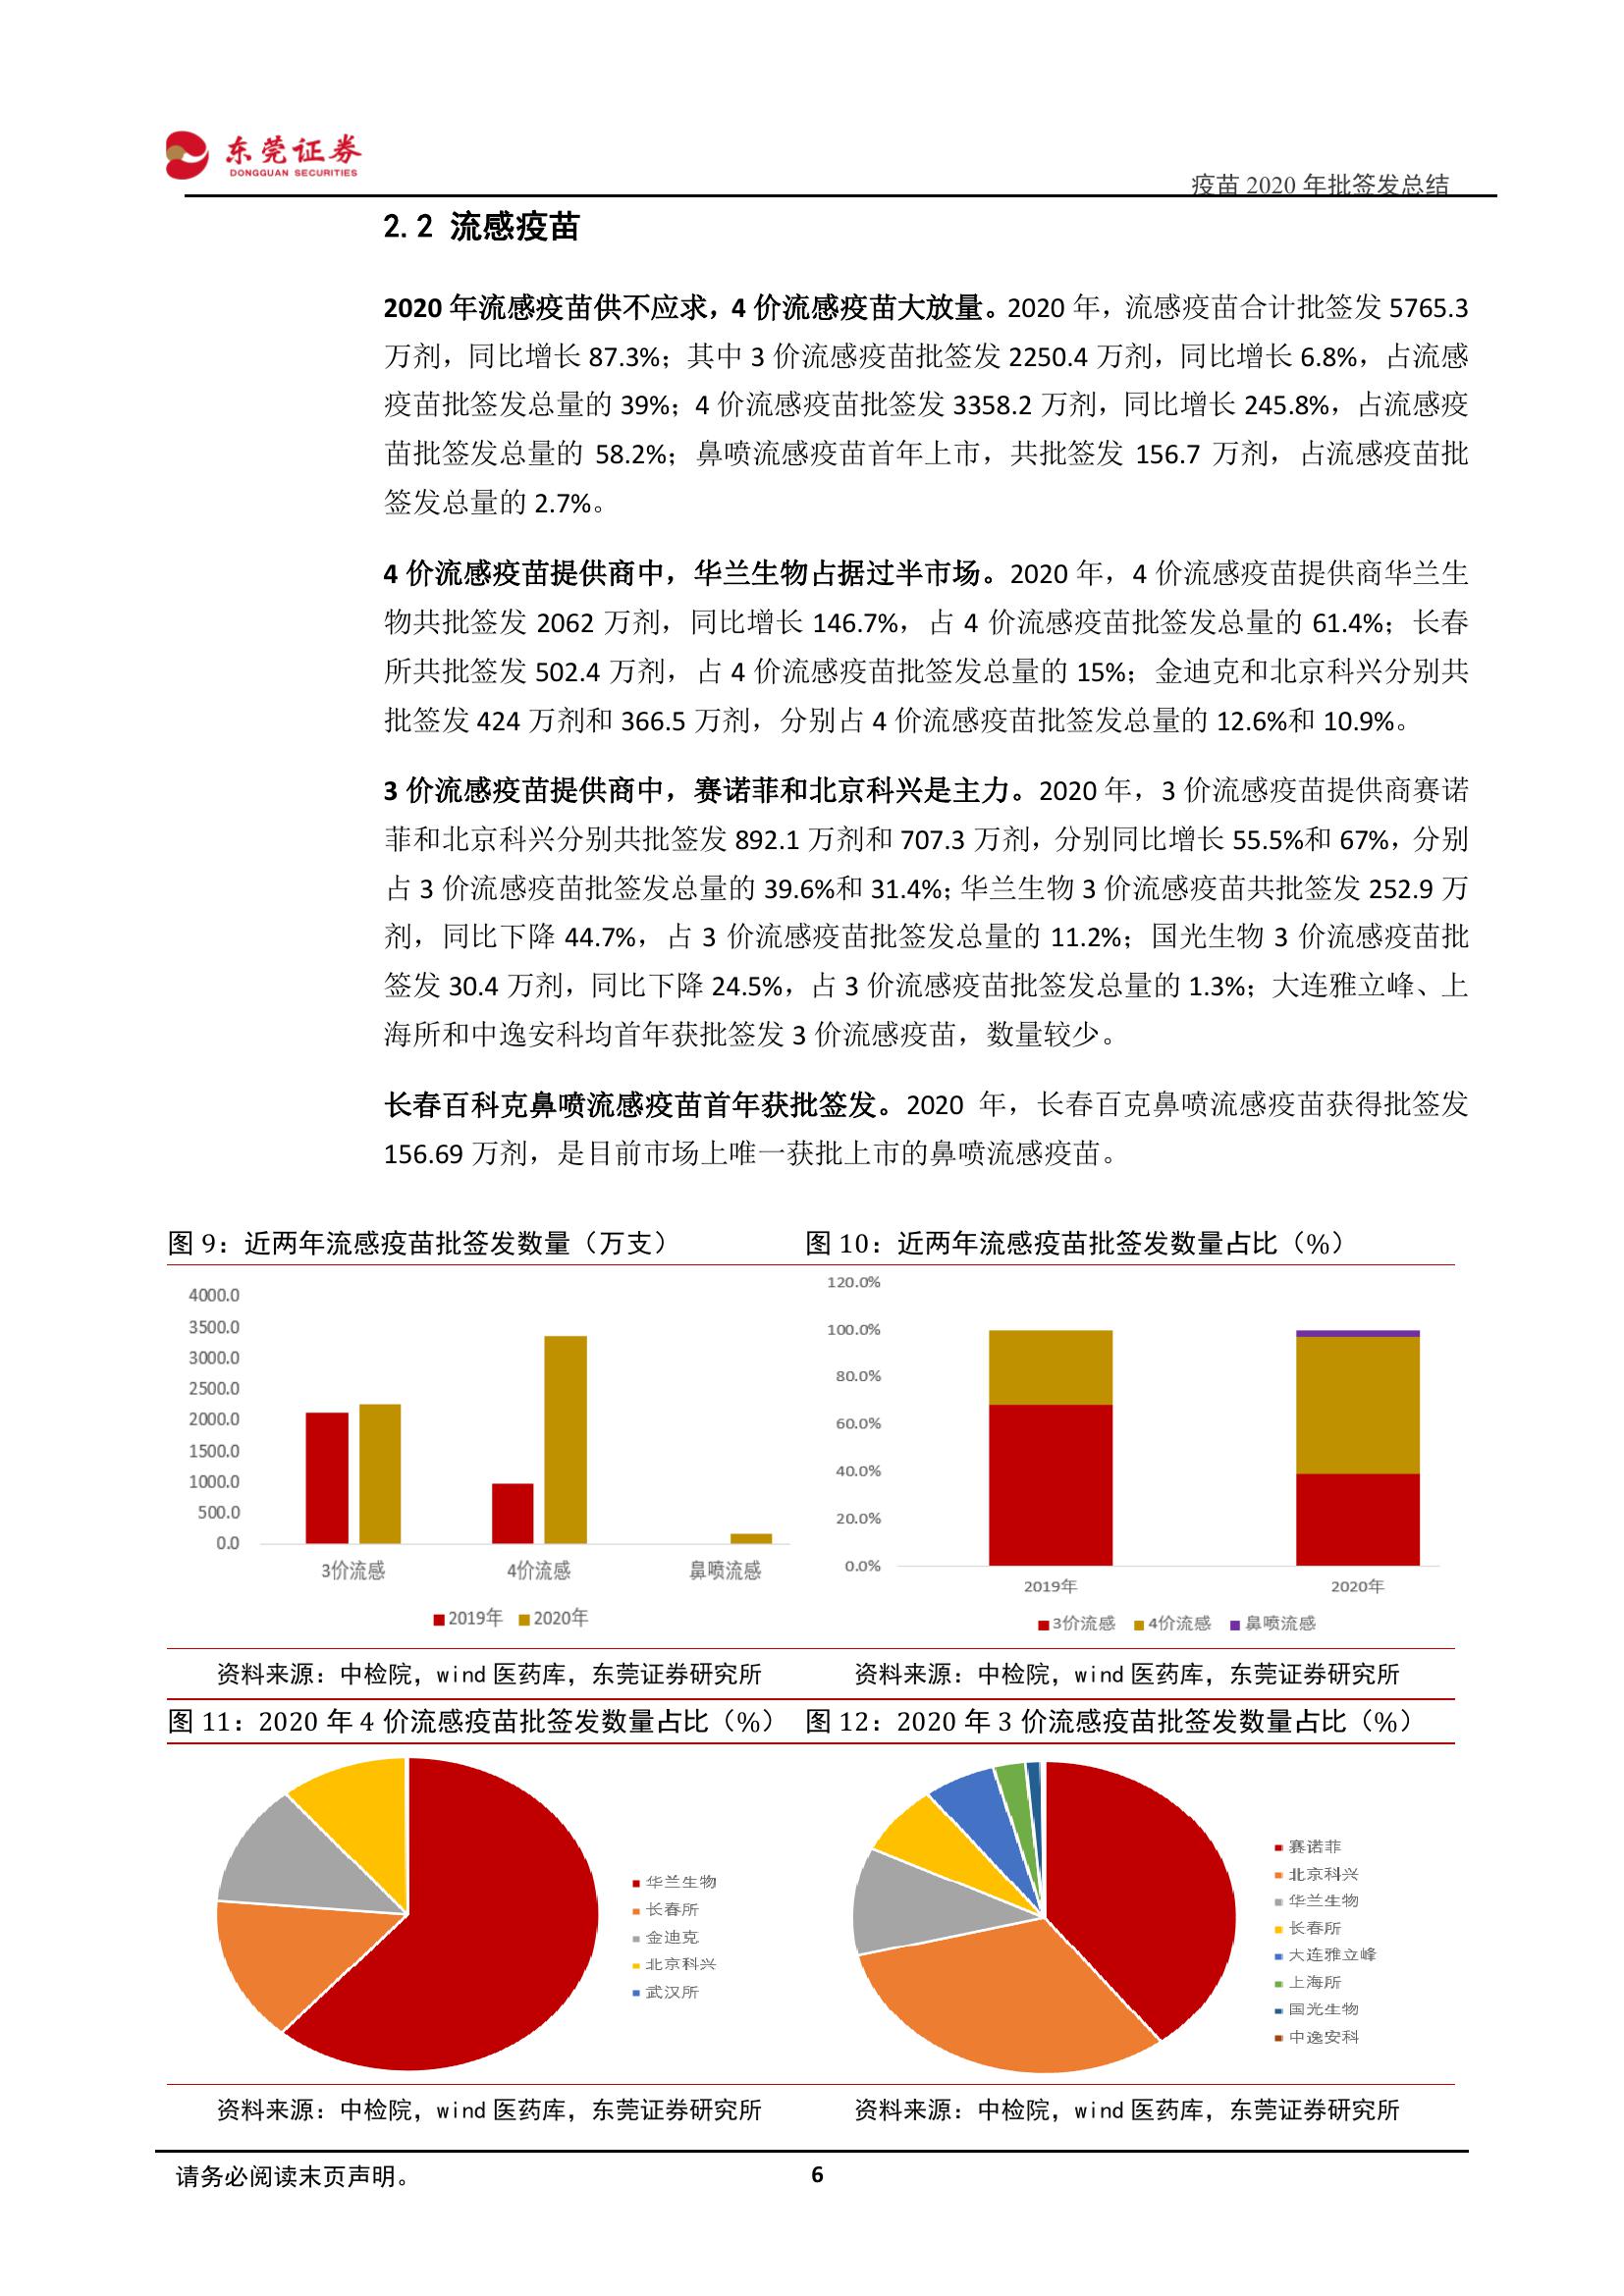 东莞证券
DONGGUAN SECURITIES
疫苗 2020 年批签发总结
2.2 流感疫苗
2020 年流感疫苗供不应求，4 价流感疫苗大放量。2020 年，流感疫苗合计批签发 5765.3
万剂，同比增长 87.3%；其中 3 价流感疫苗批签发 2250.4 万剂，同比增长 6.8%，占流感
疫苗批签发总量的 39%；4 价流感疫苗批签发 3358.2 万剂，同比增长 245.8%，占流感疫
苗批签发总量的 58.2%；鼻喷流感疫苗首年上市，共批签发 156.7 万剂，占流感疫苗批
签发总量的 2.7%。
4 价流感疫苗提供商中，华兰生物占据过半市场。2020 年，4 价流感疫苗提供商华兰生
物共批签发 2062 万剂，同比增长 146.7%，占 4 价流感疫苗批签发总量的 61.4%；长春
所共批签发 502.4 万剂，占 4 价流感疫苗批签发总量的 15%；金迪克和北京科兴分别共
批签发 424 万剂和 366.5 万剂，分别占 4 价流感疫苗批签发总量的 12.6%和 10.9%。
3 价流感疫苗提供商中，赛诺菲和北京科兴是主力。2020 年，3 价流感疫苗提供商赛诺
菲和北京科兴分别共批签发 892.1 万剂和 707.3 万剂，分别同比增长 55.5%和 67%，分别
占 3 价流感疫苗批签发总量的 39.6%和 31.4%；华兰生物 3 价流感疫苗共批签发 252.9 万
剂，同比下降 44.7%，占 3 价流感疫苗批签发总量的 11.2%；国光生物 3 价流感疫苗批
签发 30.4 万剂，同比下降 24.5%，占 3 价流感疫苗批签发总量的 1.3%；大连雅立峰、上
海所和中逸安科均首年获批签发 3 价流感疫苗，数量较少。
长春百科克鼻喷流感疫苗首年获批签发。2020 年，长春百克鼻喷流感疫苗获得批签发
156.69 万剂，是目前市场上唯一获批上市的鼻喷流感疫苗。
图 9：近两年流感疫苗批签发数量（万支）
4000.0
3500.0
3000.0
2500.0
2000.0
1500.0
1000.0
500.0
0.0
3价流感 4价流感 鼻喷流感
2019年 2020年
资料来源：中检院，wind 医药库，东莞证券研究所
图 10：近两年流感疫苗批签发数量占比（%）
120.0%
100.0%
80.0%
60.0%
40.0%
20.0%
0.0%
2019年 2020年
3价流感 4价流感 鼻喷流感
资料来源：中检院，wind 医药库，东莞证券研究所
图 11：2020 年 4 价流感疫苗批签发数量占比（%）
华兰生物
长春所
金迪克
北京科兴
武汉所
资料来源：中检院，wind 医药库，东莞证券研究所
图 12：2020 年 3 价流感疫苗批签发数量占比（%）
赛诺菲
北京科兴
华兰生物
长春所
大连雅立峰
上海所
国光生物
中逸安科
资料来源：中检院，wind 医药库，东莞证券研究所
请务必阅读末页声明。
6